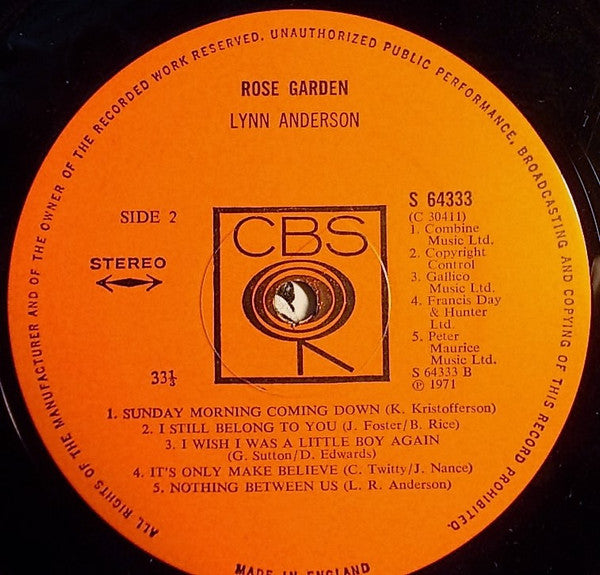 ALL RIGHTS OF THE MANUFACTURER AND OF THE OWNER OF THE RECORDED WORK RESERVED. UNAUTHORIZED PUBLIC PERFORMANCE, BROADCASTING AND COPYING OF THIS RECORD PROHIBITED.
ROSE GARDEN
LYNN ANDERSON
SIDE 2
STEREO
33⅓
CBS
S 64333
(C 30411)
1. Combine
Music Ltd.
2. Copyright
Control
3. Gallico
Music Ltd.
4. Francis Day
& Hunter
Ltd.
5. Peter
Maurice
Music Ltd.
S 64333 B
℗ 1971
1. SUNDAY MORNING COMING DOWN (K. Kristofferson)
2. I STILL BELONG TO YOU (J. Foster/B. Rice)
3. I WISH I WAS A LITTLE BOY AGAIN
(G. Sutton/D. Edwards)
4. IT'S ONLY MAKE BELIEVE (C. Twitty/J. Nance)
5. NOTHING BETWEEN US (L. R. Anderson)
MADE IN ENGLAND